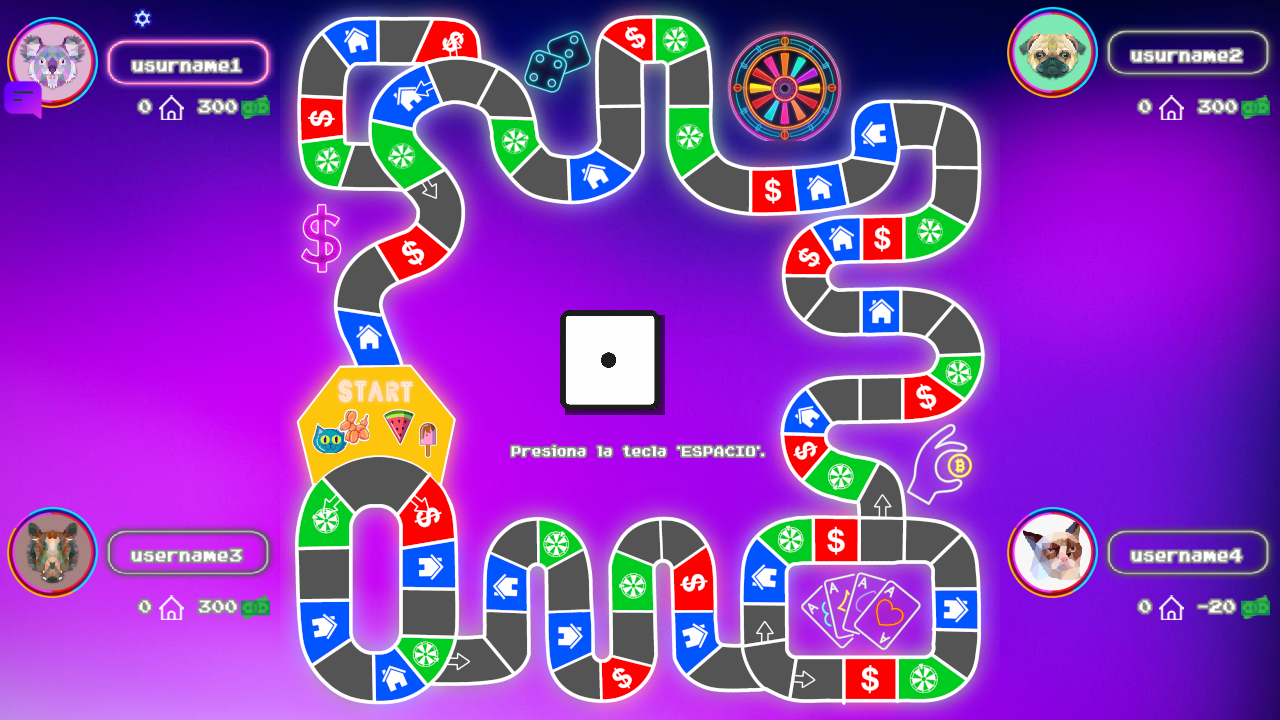 usurname1
0 300
usurname2
0 300
START
Presiona la tecla 'ESPACIO'.
username3
0 300
username4
0 -20